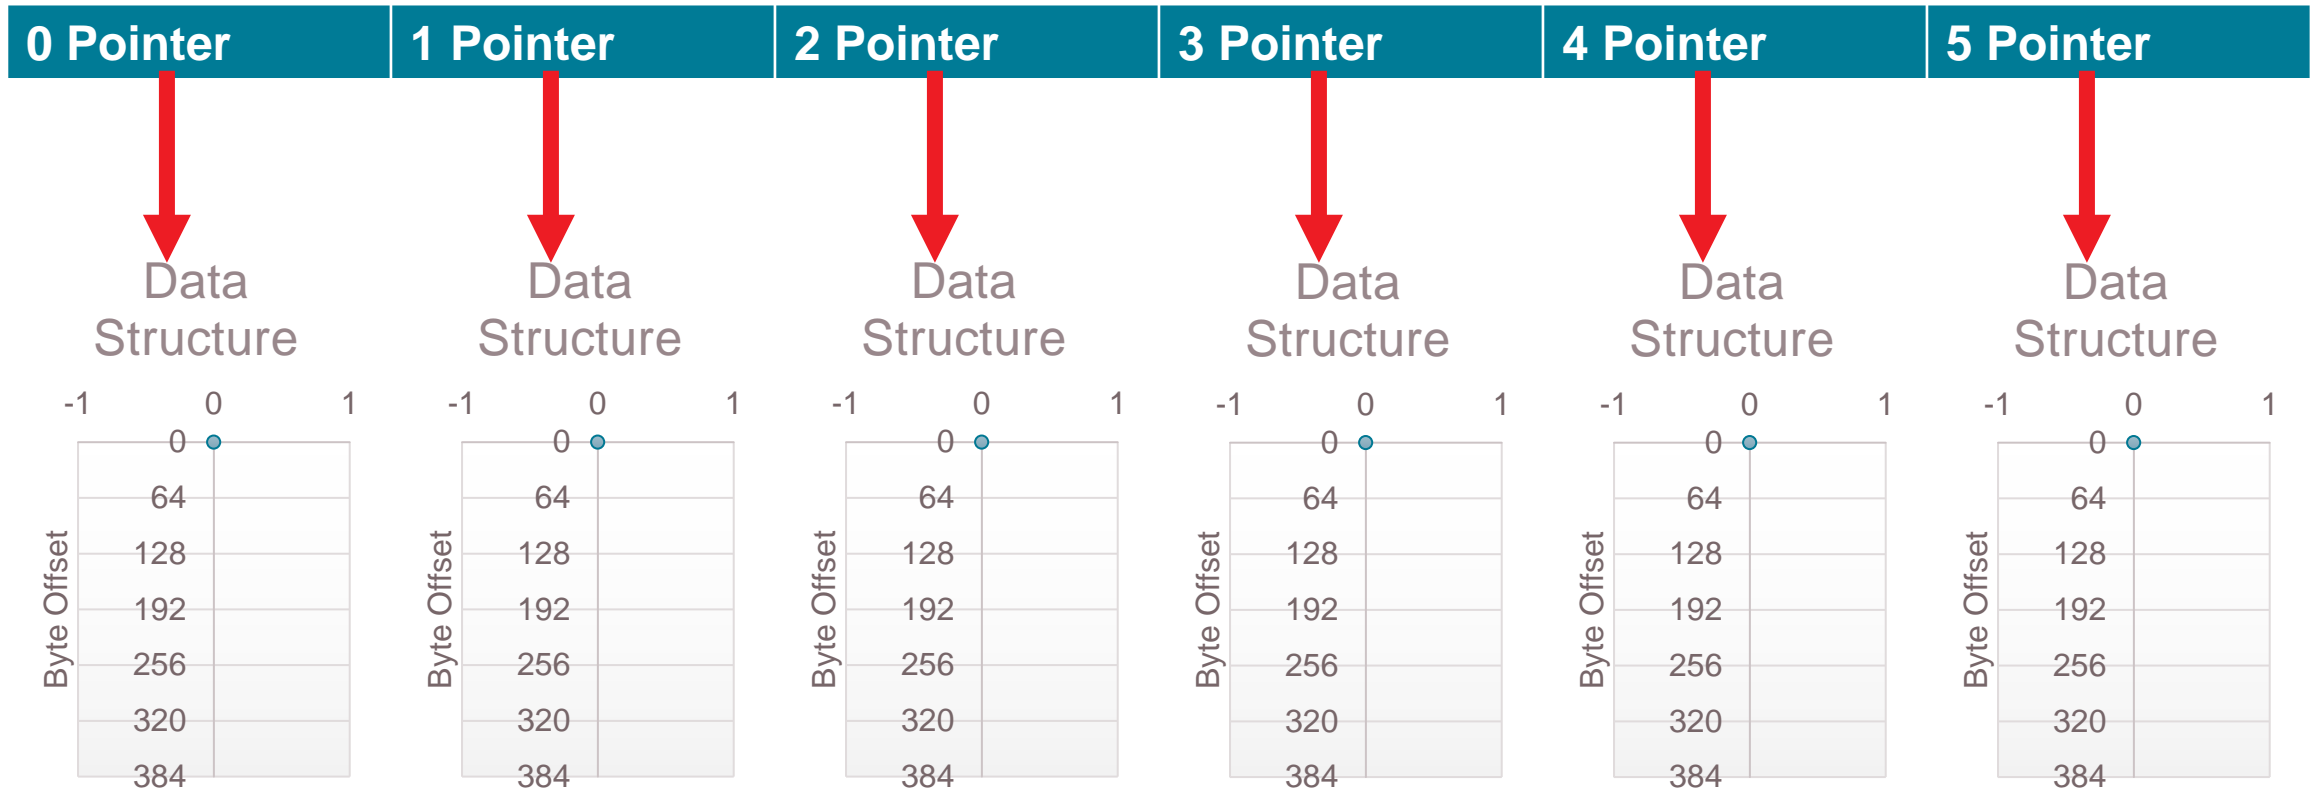 0 Pointer 1 Pointer 2 Pointer 3 Pointer 4 Pointer 5 Pointer
Data Data Data Data Data Data
Structure Structure Structure Structure Structure Structure
-1 0 1 -1 0 1 -1 0 1 -1 0 1 -1 0 1 -1 0 1
0 0 0 0 0 0
64 64 64 64 64 64
128 128 128 128 128 128
192 192 192 192 192 192
256 256 256 256 256 256
320 320 320 320 320 320
384 384 384 384 384 384
Byte Offset
Byte Offset
Byte Offset
Byte Offset
Byte Offset
Byte Offset